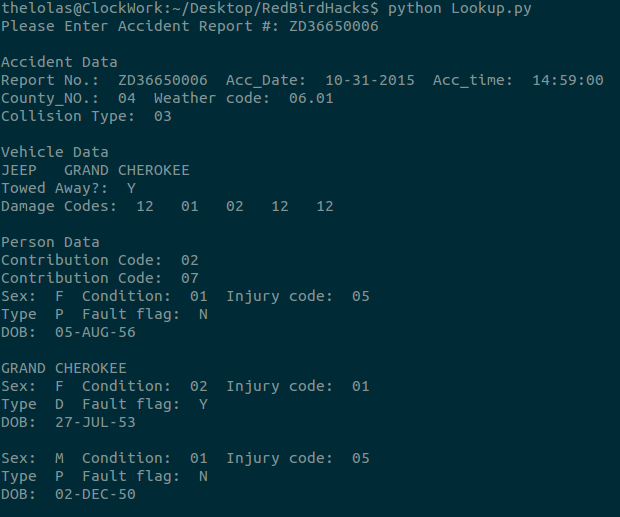 thelolas@ClockWork:~/Desktop/RedBirdHacks$ python Lookup.py
Please Enter Accident Report #: ZD36650006
Accident Data
Report No.:  ZD36650006  Acc_Date:  10-31-2015  Acc_time:  14:59:00
County_NO.:  04  Weather code:  06.01
Collision Type:  03
Vehicle Data
JEEP   GRAND CHEROKEE
Towed Away?:  Y
Damage Codes:  12   01   02   12   12
Person Data
Contribution Code:  02
Contribution Code:  07
Sex:  F  Condition:  01  Injury code:  05
Type  P  Fault flag:  N
DOB:  05-AUG-56
GRAND CHEROKEE
Sex:  F  Condition:  02  Injury code:  01
Type  D  Fault flag:  Y
DOB:  27-JUL-53
Sex:  M  Condition:  01  Injury code:  05
Type  P  Fault flag:  N
DOB:  02-DEC-50